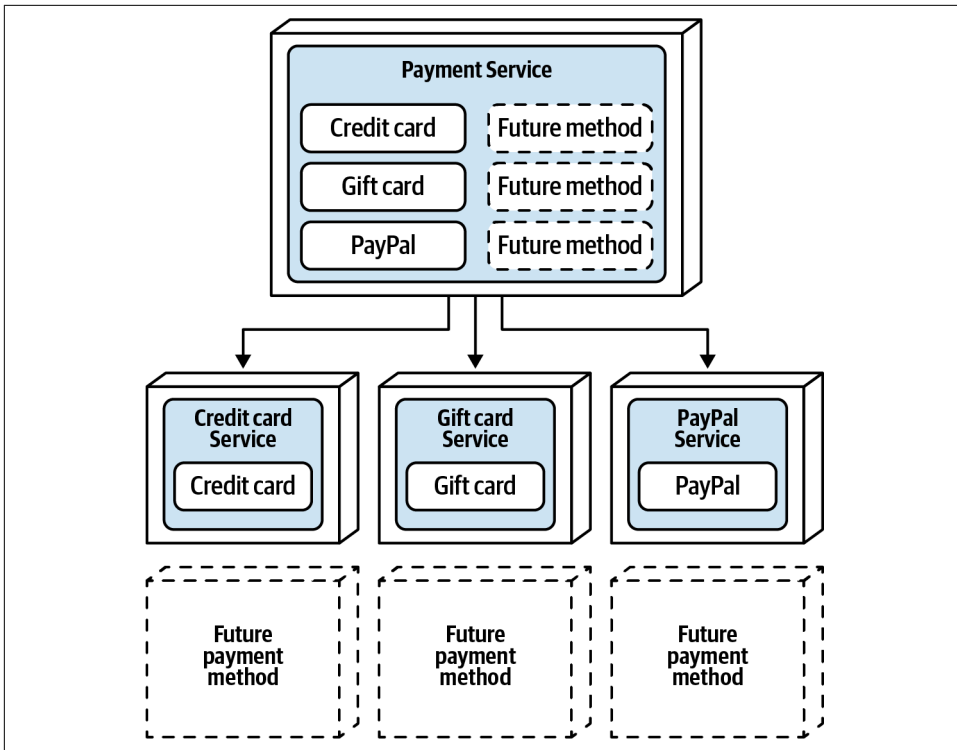 Payment Service
Credit card
Future method
Gift card
Future method
PayPal
Future method
Credit card
Service
Credit card
Gift card
Service
Gift card
PayPal
Service
PayPal
Future
payment
method
Future
payment
method
Future
payment
method